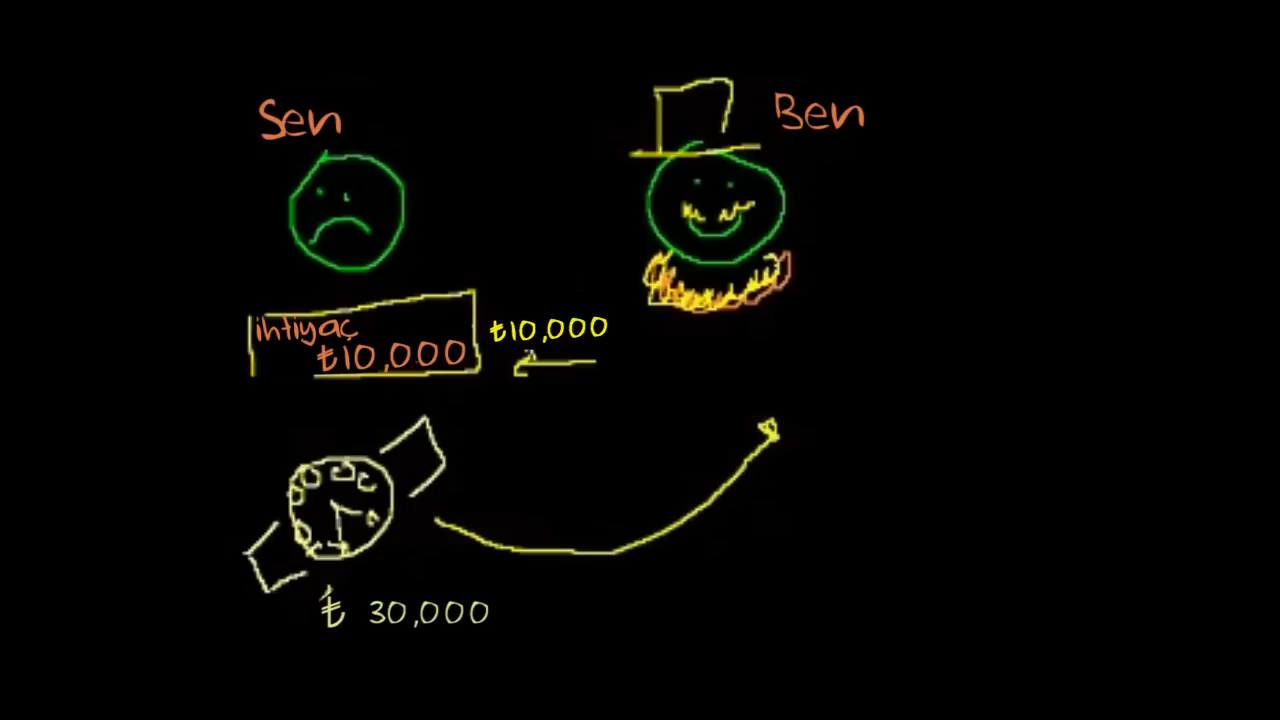 Sen
Ben
ihtiyaç
₺10,000
₺10,000
₺ 30,000